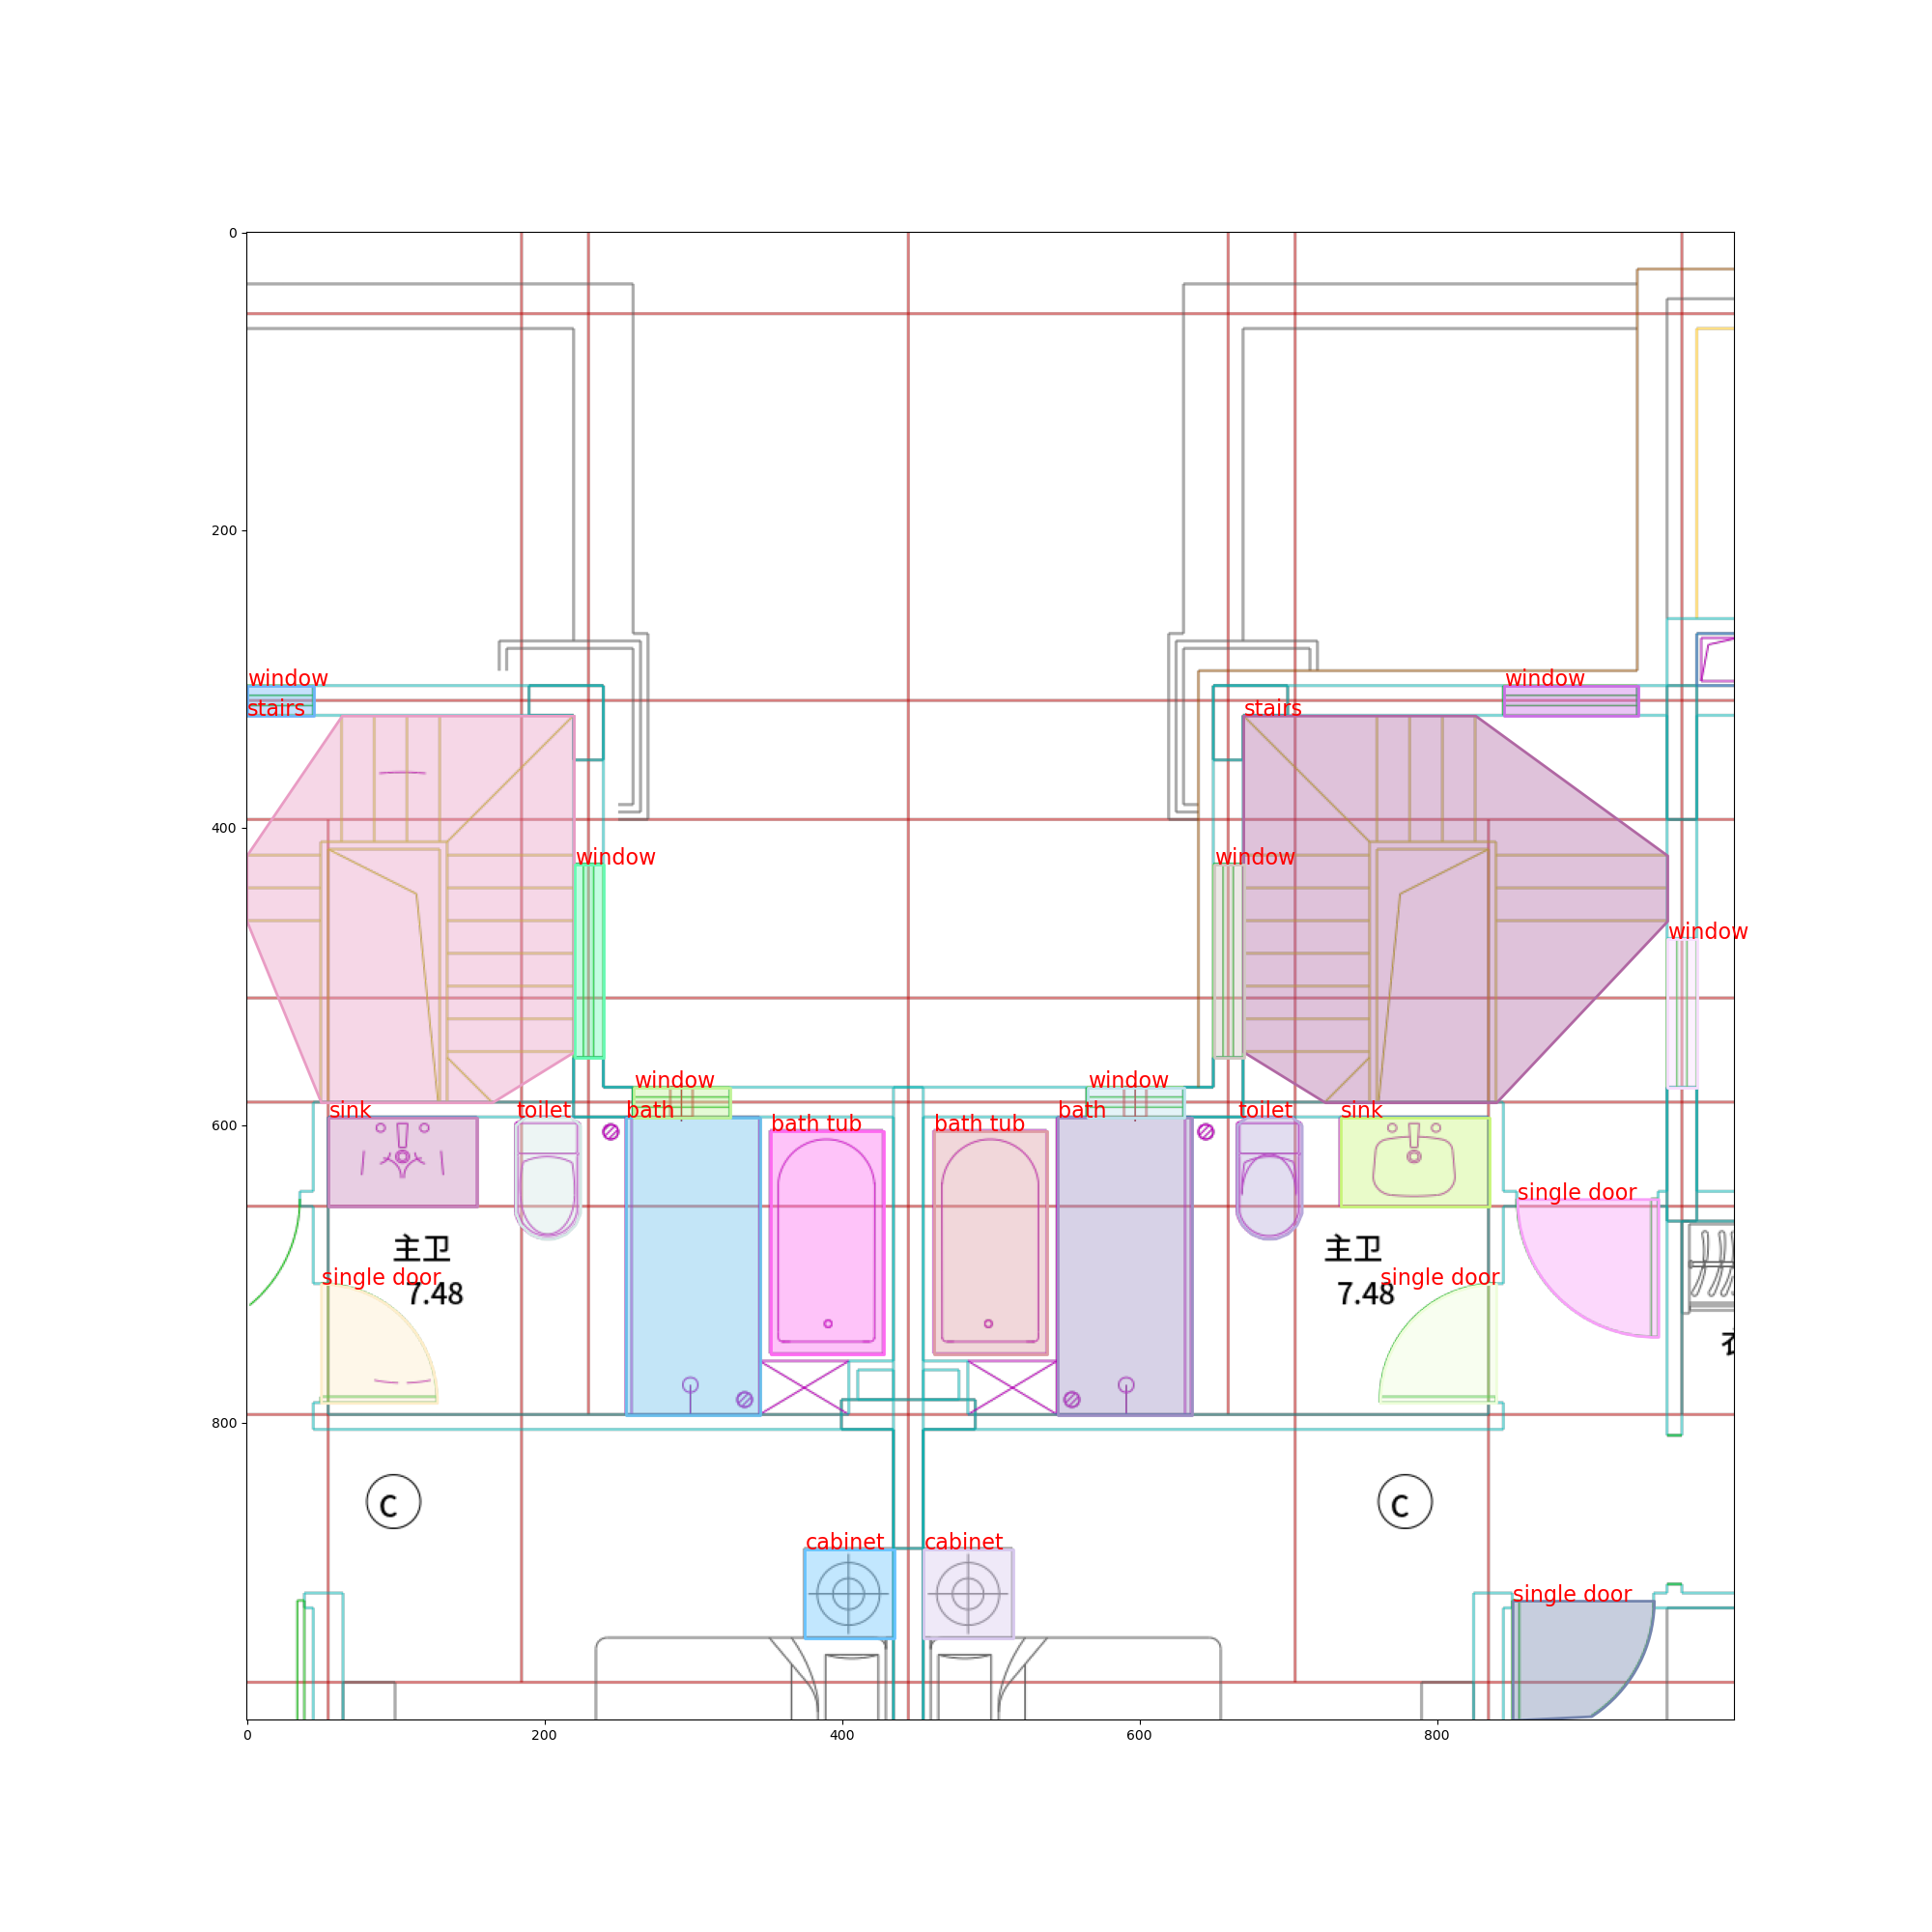 0
200
window
window
stairs
stairs
400
window
window
window
window
window
600
sink
toilet
bath
bath tub
bath tub
bath
toilet
sink
single door
主卫
7.48
single door
主卫
7.48
single door
800
C
C
cabinet
cabinet
single door
0
200
400
600
800